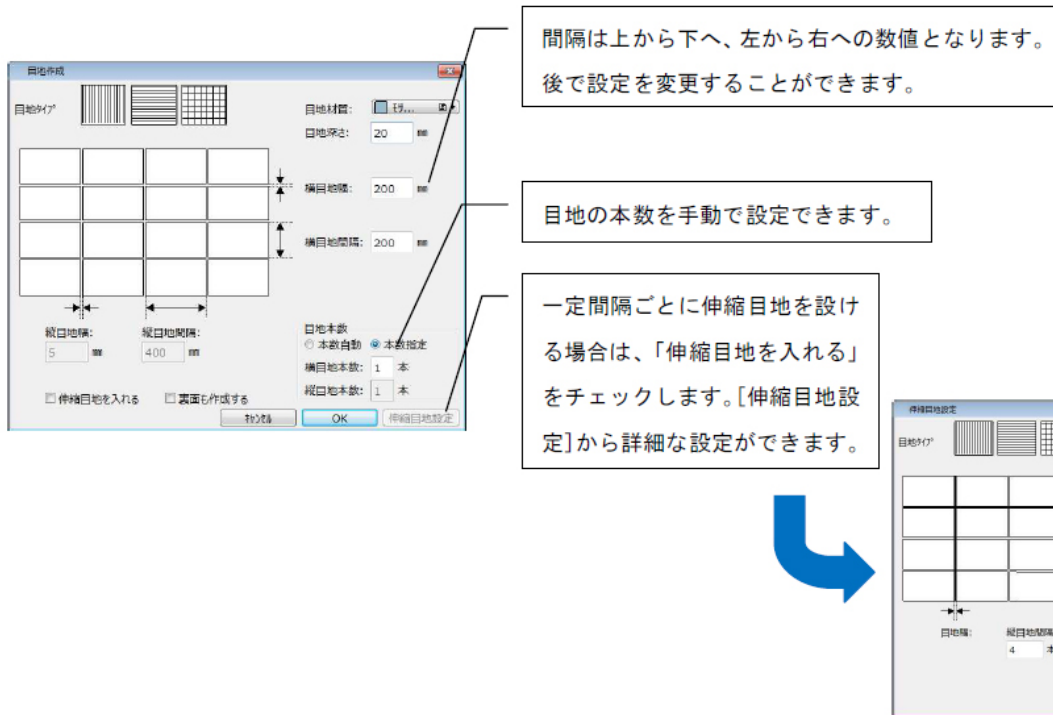 間隔は上から下へ、左から右への数値となります。
後で設定を変更することができます。
目地作成
目地ﾀｲﾌﾟ
目地材質:
目地深さ: 20 mm
横目地幅: 200 mm
横目地間隔: 200 mm
縦目地幅:
5 mm
縦目地間隔:
400 mm
目地本数
本数自動 本数指定
横目地本数: 1 本
縦目地本数: 1 本
伸縮目地を入れる 裏面も作成する
ｷｬﾝｾﾙ OK 伸縮目地設定
目地の本数を手動で設定できます。
一定間隔ごとに伸縮目地を設け
る場合は、「伸縮目地を入れる」
をチェックします。[伸縮目地設
定]から詳細な設定ができます。
伸縮目地設定
目地ﾀｲﾌﾟ
目地幅:
縦目地間隔
4 本